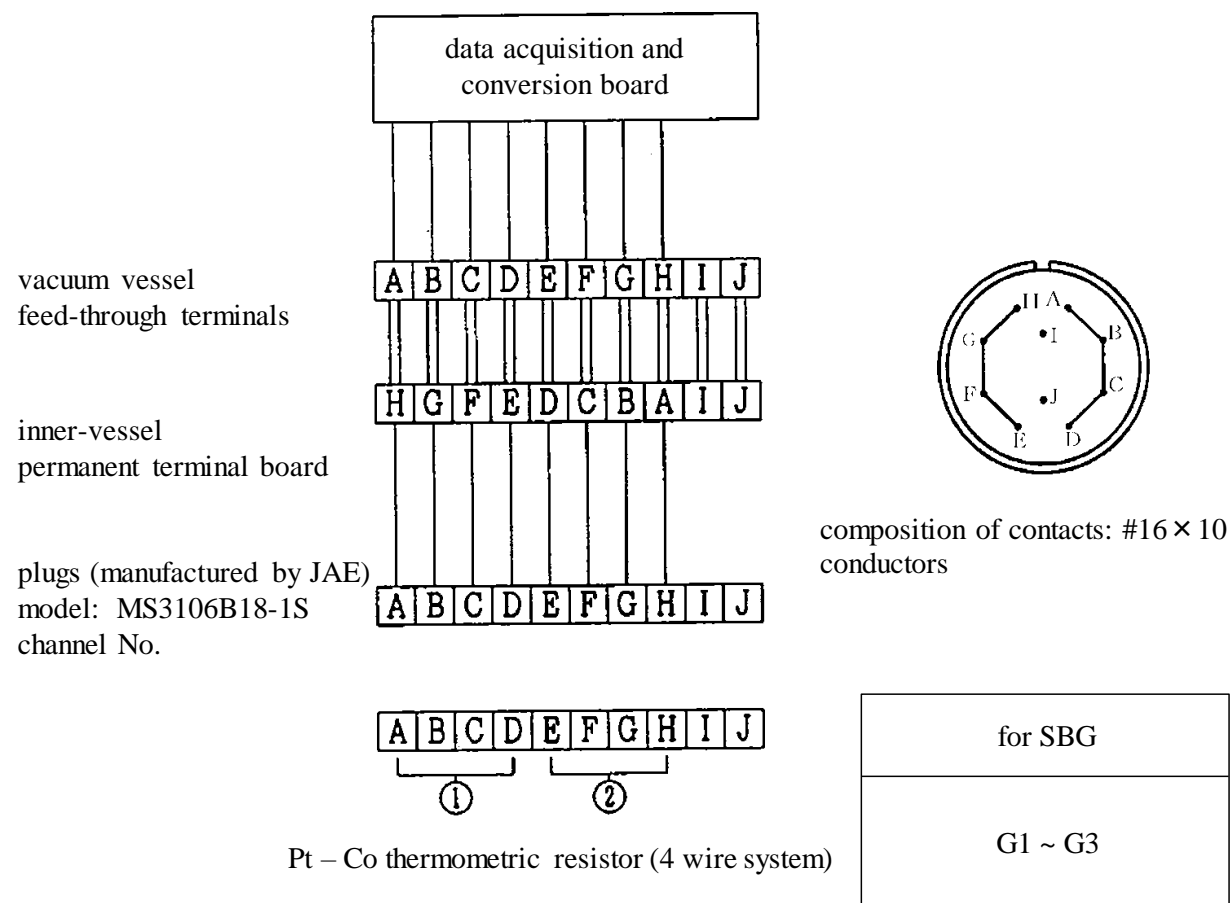 data acquisition and
conversion board
A B C D E F G H I J
vacuum vessel
feed-through terminals
H G F E D C B A I J
inner-vessel
permanent terminal board
plugs (manufactured by JAE)
model: MS3106B18-1S
channel No.
A B C D E F G H I J
A B C D E F G H I J
① ②
Pt – Co thermometric resistor (4 wire system)
H A
G I B
F J C
E D
composition of contacts: #16 × 10
conductors
for SBG
G1 ~ G3